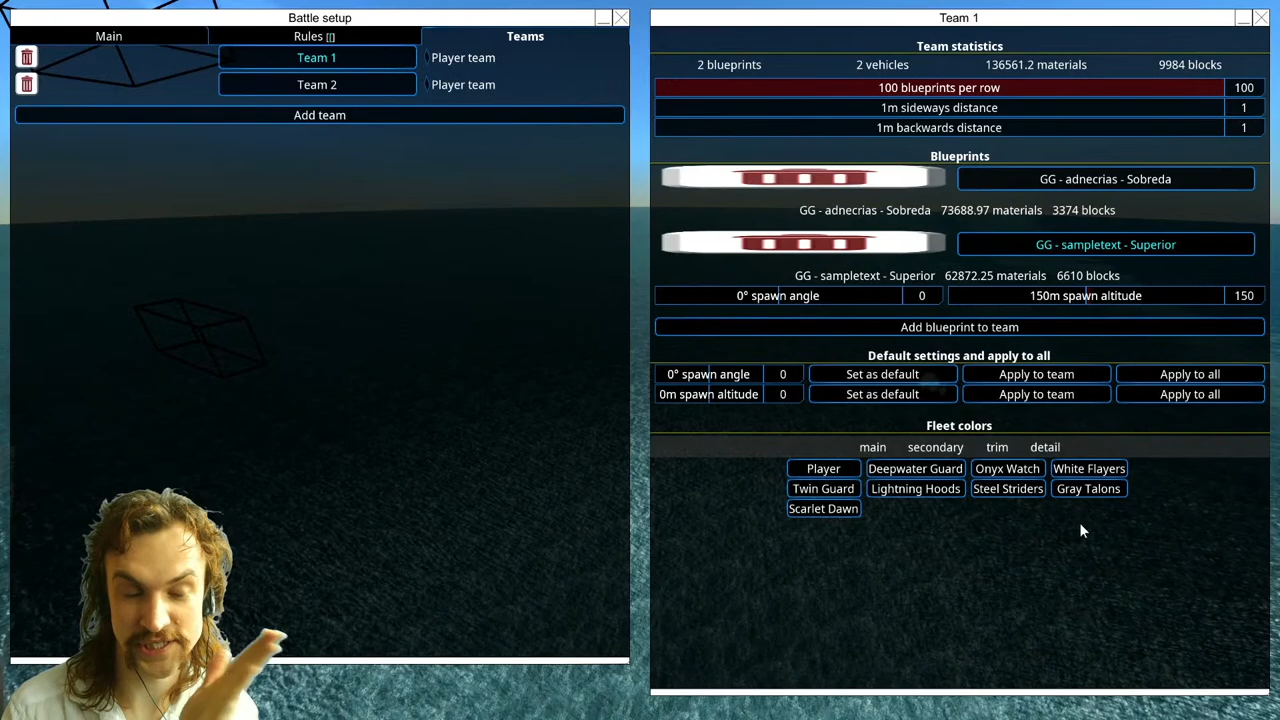 Battle setup
Main
Rules [[]
Teams
Team 1
Player team
Team 2
Player team
Add team
Team 1
Team statistics
2 blueprints
2 vehicles
136561.2 materials
9984 blocks
100 blueprints per row
100
1m sideways distance
1
1m backwards distance
1
Blueprints
GG - adnecrias - Sobreda
GG - adnecrias - Sobreda 73688.97 materials 3374 blocks
GG - sampletext - Superior
GG - sampletext - Superior 62872.25 materials 6610 blocks
0° spawn angle
0
150m spawn altitude
150
Add blueprint to team
Default settings and apply to all
0° spawn angle
0
Set as default
Apply to team
Apply to all
0m spawn altitude
0
Set as default
Apply to team
Apply to all
Fleet colors
main
secondary
trim
detail
Player
Deepwater Guard
Onyx Watch
White Flayers
Twin Guard
Lightning Hoods
Steel Striders
Gray Talons
Scarlet Dawn